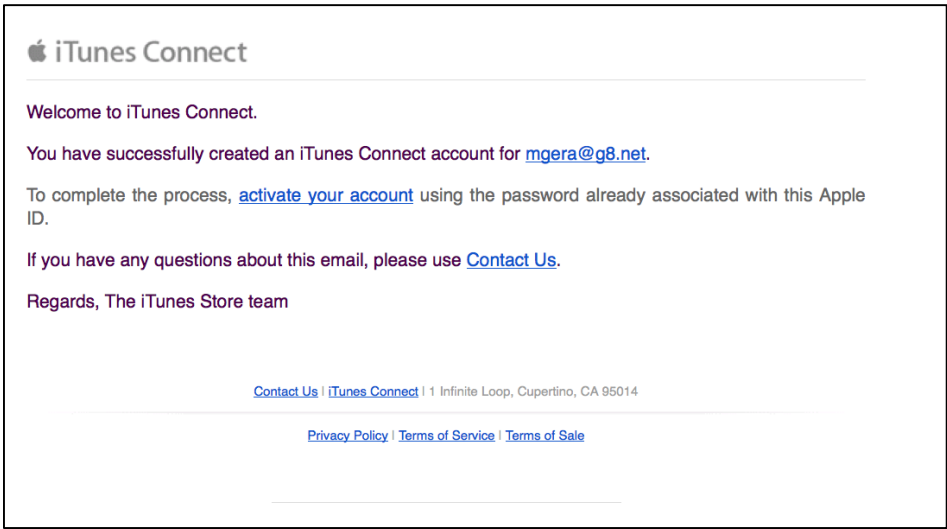 iTunes Connect
Welcome to iTunes Connect.
You have successfully created an iTunes Connect account for mgera@g8.net.
To complete the process, activate your account using the password already associated with this Apple
ID.
If you have any questions about this email, please use Contact Us.
Regards, The iTunes Store team
Contact Us | iTunes Connect | 1 Infinite Loop, Cupertino, CA 95014
Privacy Policy | Terms of Service | Terms of Sale